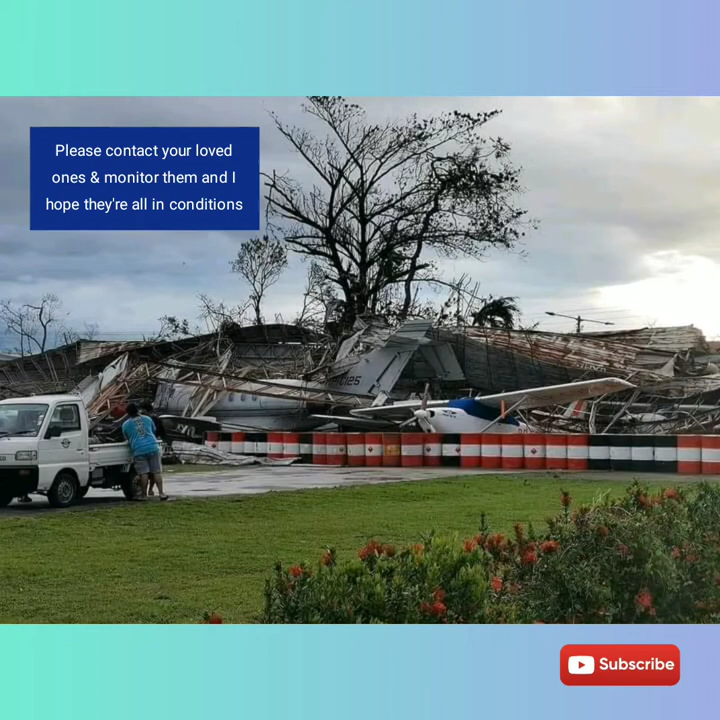 Please contact your loved
ones & monitor them and I
hope they're all in conditions
Subscribe